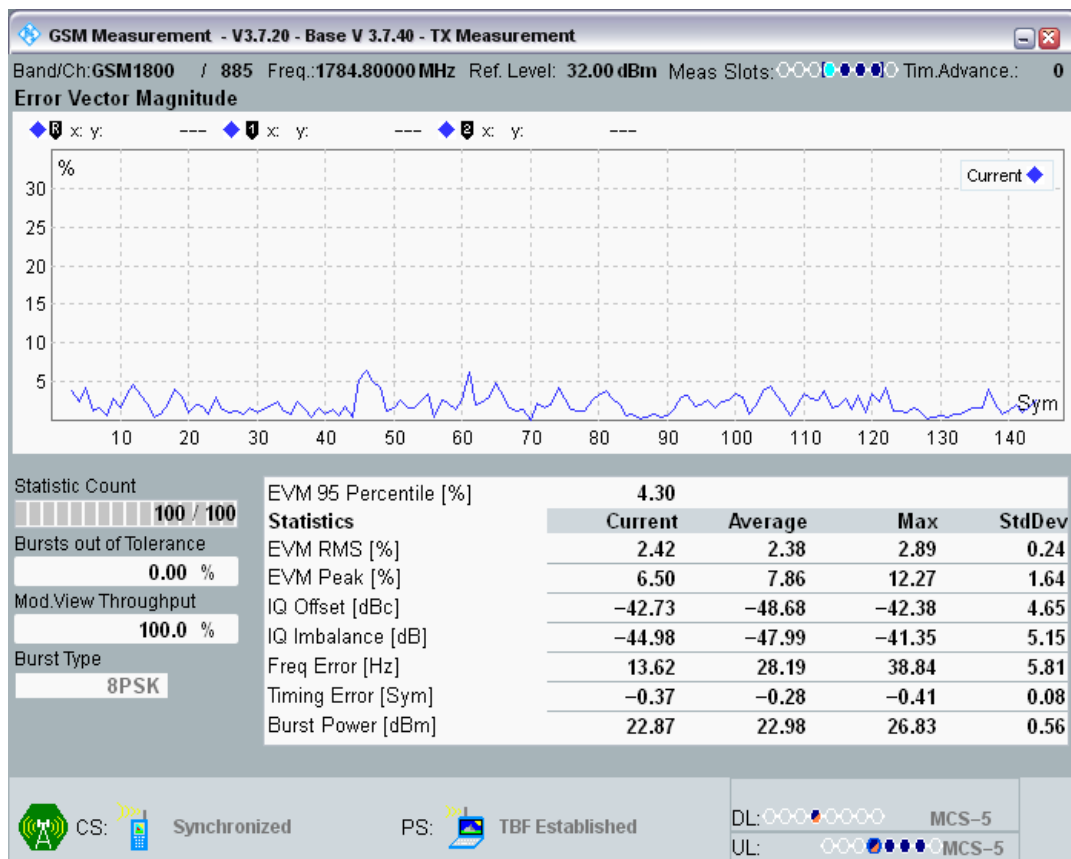 GSM Measurement - V3.7.20 - Base V 3.7.40 - TX Measurement
Band/Ch:GSM1800 / 885 Freq.:1784.80000 MHz Ref. Level: 32.00 dBm Meas Slots: Tim.Advance.: 0
Error Vector Magnitude
R x: y: --- 1 x: y: --- 2 x: y: ---
%
Current
30
25
20
15
10
5
Sym
10 20 30 40 50 60 70 80 90 100 110 120 130 140
Statistic Count
100 / 100
Bursts out of Tolerance
0.00 %
Mod.View Throughput
100.0 %
Burst Type
8PSK
EVM 95 Percentile [%] 4.30
Statistics Current Average Max StdDev
EVM RMS [%] 2.42 2.38 2.89 0.24
EVM Peak [%] 6.50 7.86 12.27 1.64
IQ Offset [dBc] −42.73 −48.68 −42.38 4.65
IQ Imbalance [dB] −44.98 −47.99 −41.35 5.15
Freq Error [Hz] 13.62 28.19 38.84 5.81
Timing Error [Sym] −0.37 −0.28 −0.41 0.08
Burst Power [dBm] 22.87 22.98 26.83 0.56
CS: Synchronized PS: TBF Established
DL: MCS−5
UL: MCS−5